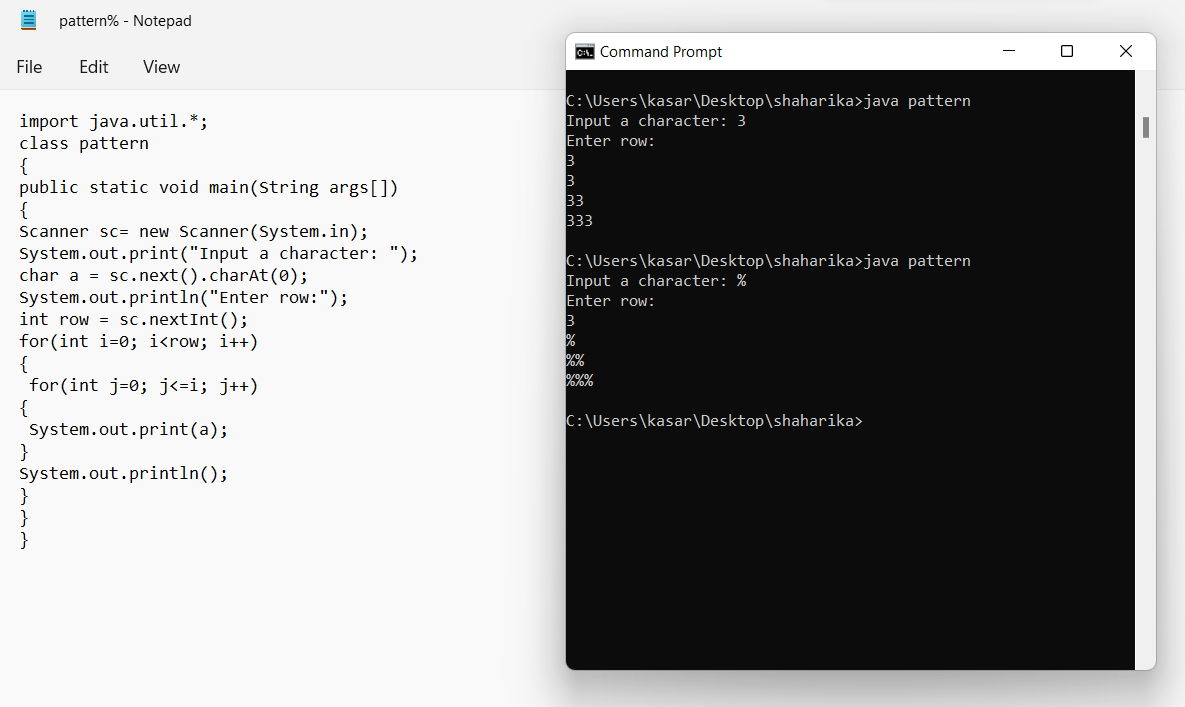 pattern% - Notepad
File Edit View
import java.util.*;
class pattern
{
public static void main(String args[])
{
Scanner sc= new Scanner(System.in);
System.out.print("Input a character: ");
char a = sc.next().charAt(0);
System.out.println("Enter row:");
int row = sc.nextInt();
for(int i=0; i<row; i++)
{
 for(int j=0; j<=i; j++)
{
 System.out.print(a);
}
System.out.println();
}
}
}
Command Prompt
C:\Users\kasar\Desktop\shaharika>java pattern
Input a character: 3
Enter row:
3
3
33
333
C:\Users\kasar\Desktop\shaharika>java pattern
Input a character: %
Enter row:
3
%
%%
%%%
C:\Users\kasar\Desktop\shaharika>